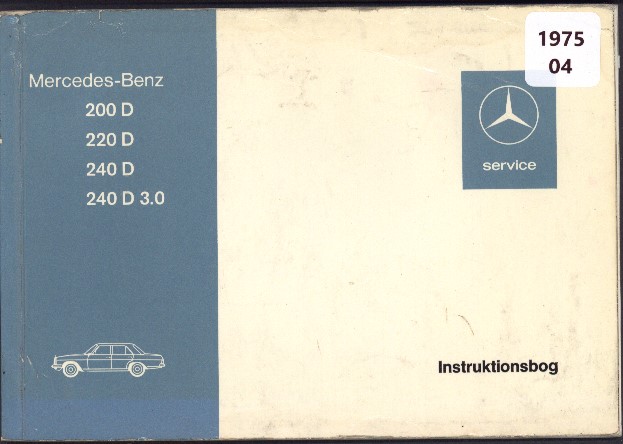 1975
04
Mercedes-Benz
200 D
220 D
240 D
240 D 3.0
service
Instruktionsbog